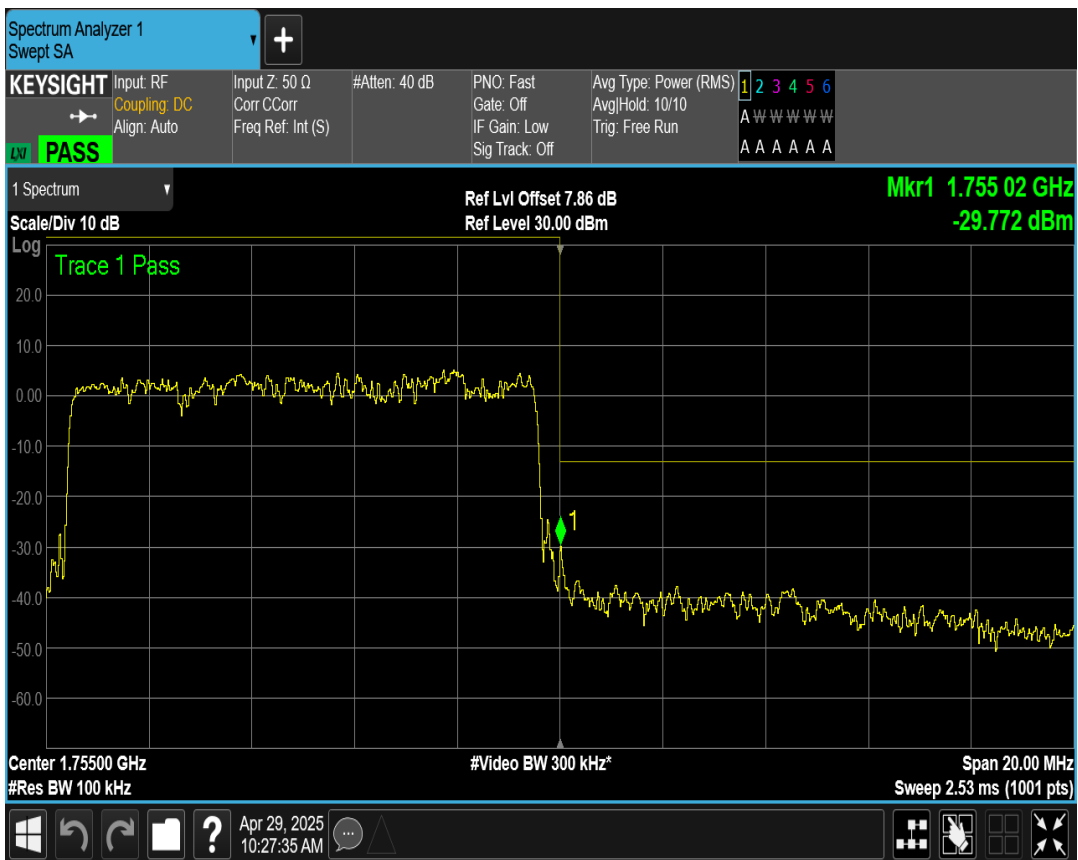 Spectrum Analyzer 1
Swept SA
+
KEYSIGHT
LXI
PASS
Input: RF
Coupling: DC
Align: Auto
Input Z: 50 Ω
Corr CCorr
Freq Ref: Int (S)
#Atten: 40 dB
PNO: Fast
Gate: Off
IF Gain: Low
Sig Track: Off
Avg Type: Power (RMS)
Avg|Hold: 10/10
Trig: Free Run
1 2 3 4 5 6
A W W W W W
A A A A A A
1 Spectrum
Scale/Div 10 dB
Ref Lvl Offset 7.86 dB
Ref Level 30.00 dBm
Mkr1 1.755 02 GHz
-29.772 dBm
Log
Trace 1 Pass
20.0
10.0
0.00
-10.0
-20.0
1
-30.0
-40.0
-50.0
-60.0
Center 1.75500 GHz
#Video BW 300 kHz*
Span 20.00 MHz
#Res BW 100 kHz
Sweep 2.53 ms (1001 pts)
?
Apr 29, 2025
10:27:35 AM